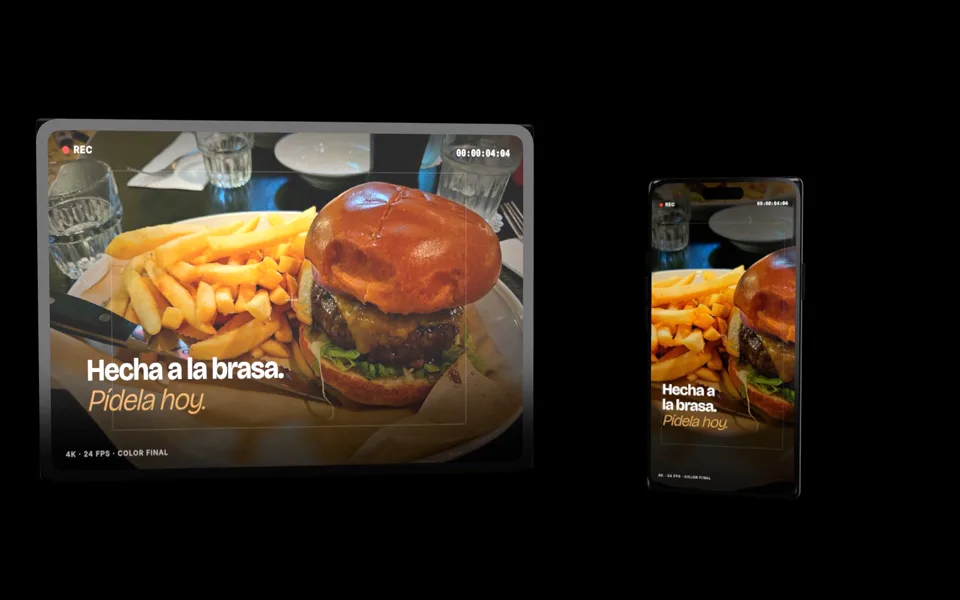 REC
00:00:04:04
Hecha a la brasa.
Pídela hoy.
4K · 24 FPS · COLOR FINAL
REC
00:00:04:04
Hecha a
la brasa.
Pídela hoy.
4K · 24 FPS · COLOR FINAL